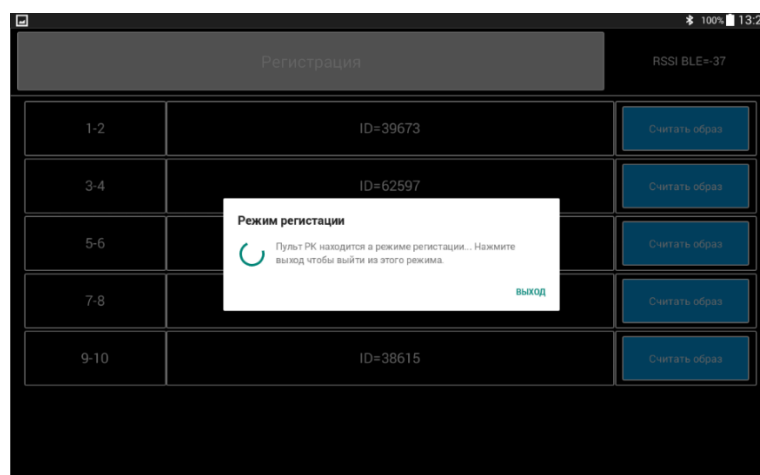 100% 13:2
Регистрация
RSSI BLE=-37
1-2
ID=39673
Считать образ
3-4
ID=62597
Считать образ
Режим регистации
Пульт РК находится а режиме регистации... Нажмите
выход чтобы выйти из этого режима.
ВЫХОД
5-6
Считать образ
7-8
Считать образ
9-10
ID=38615
Считать образ